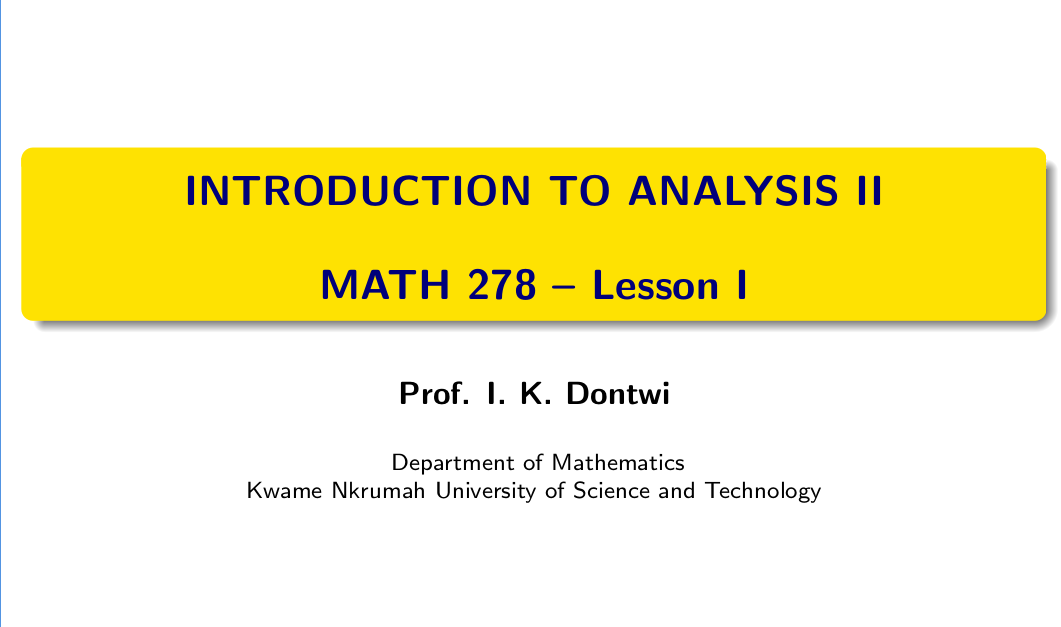 INTRODUCTION TO ANALYSIS II
MATH 278 – Lesson I
Prof. I. K. Dontwi
Department of Mathematics
Kwame Nkrumah University of Science and Technology